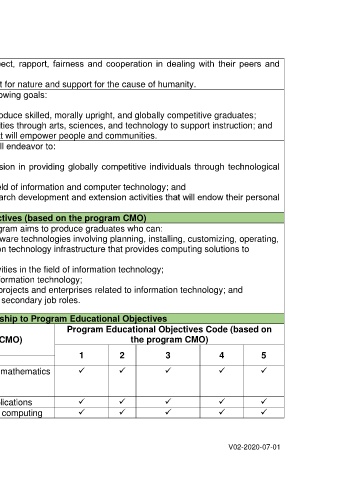 ect, rapport, fairness and cooperation in dealing with their peers and
t for nature and support for the cause of humanity.
owing goals:
oduce skilled, morally upright, and globally competitive graduates;
ties through arts, sciences, and technology to support instruction; and
at will empower people and communities.
ll endeavor to:
sion in providing globally competitive individuals through technological
eld of information and computer technology; and
arch development and extension activities that will endow their personal
ctives (based on the program CMO)
gram aims to produce graduates who can:
ware technologies involving planning, installing, customizing, operating,
on technology infrastructure that provides computing solutions to
vities in the field of information technology;
formation technology;
projects and enterprises related to information technology; and
secondary job roles.
ship to Program Educational Objectives
CMO)
Program Educational Objectives Code (based on
the program CMO)
1 2 3 4 5
mathematics ✓ ✓ ✓ ✓ ✓
lications ✓ ✓ ✓ ✓ ✓
computing ✓ ✓ ✓ ✓ ✓
V02-2020-07-01